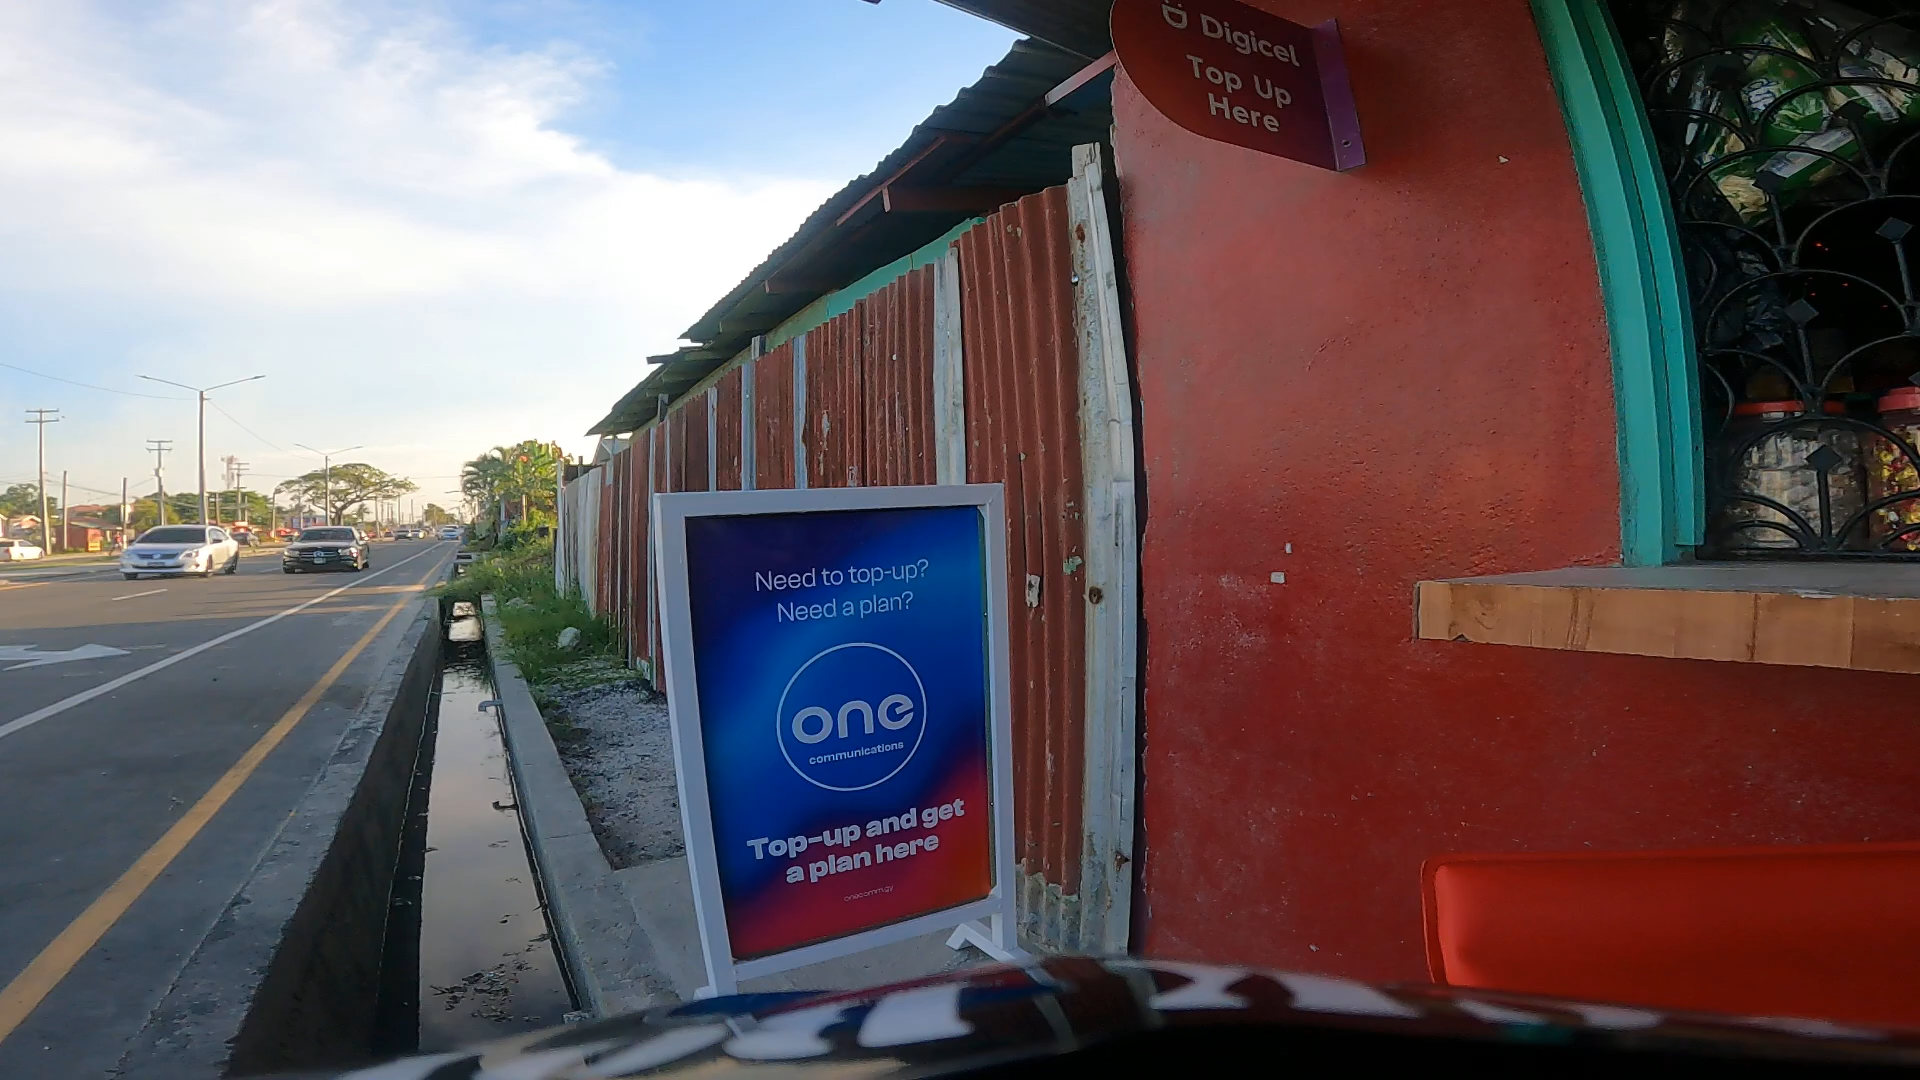 Digicel
Top Up
Here
Need to top-up?
Need a plan?
one
communications
Top-up and get
a plan here
onecomm.gy